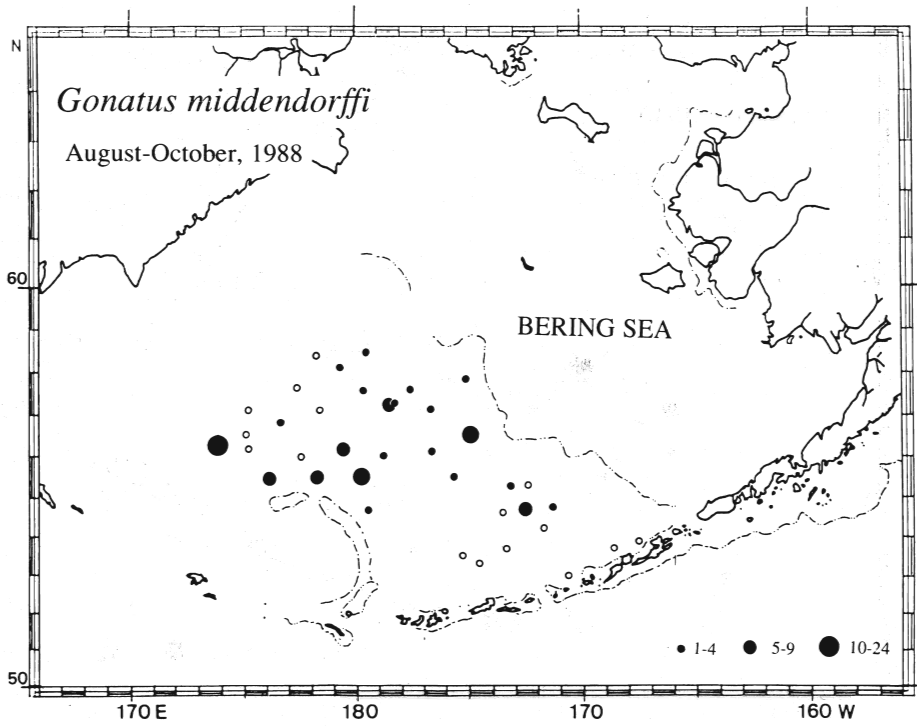 N
Gonatus middendorffi
August-October, 1988
60
BERING SEA
1-4 5-9 10-24
50
170 E 180 170 160 W